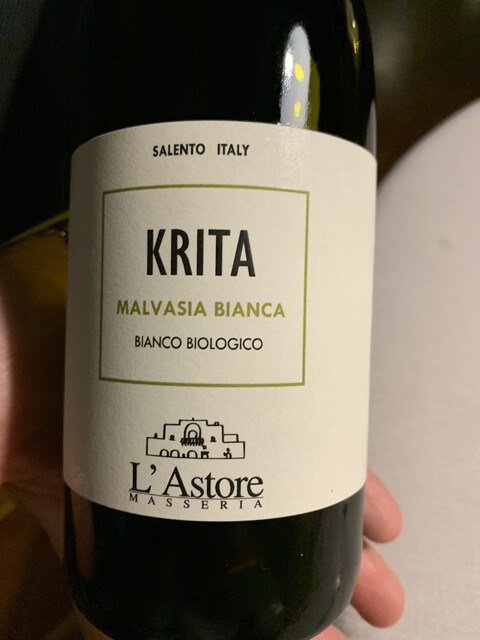 SALENTO ITALY
KRITA
MALVASIA BIANCA
BIANCO BIOLOGICO
L'Astore
MASSERIA